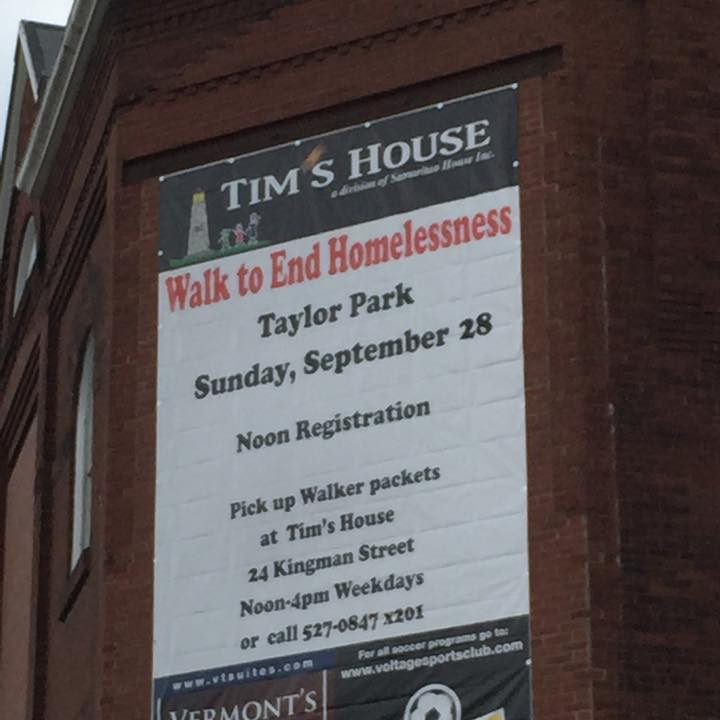 TIM'S HOUSE
a division of Samaritan House Inc.
Walk to End Homelessness
Taylor Park
Sunday, September 28
Noon Registration
Pick up Walker packets
at Tim's House
24 Kingman Street
Noon-4pm Weekdays
or call 527-0847 x201
www.vtsuites.com
VERMONT'S
For all soccer programs go to:
www.voltagesportsclub.com